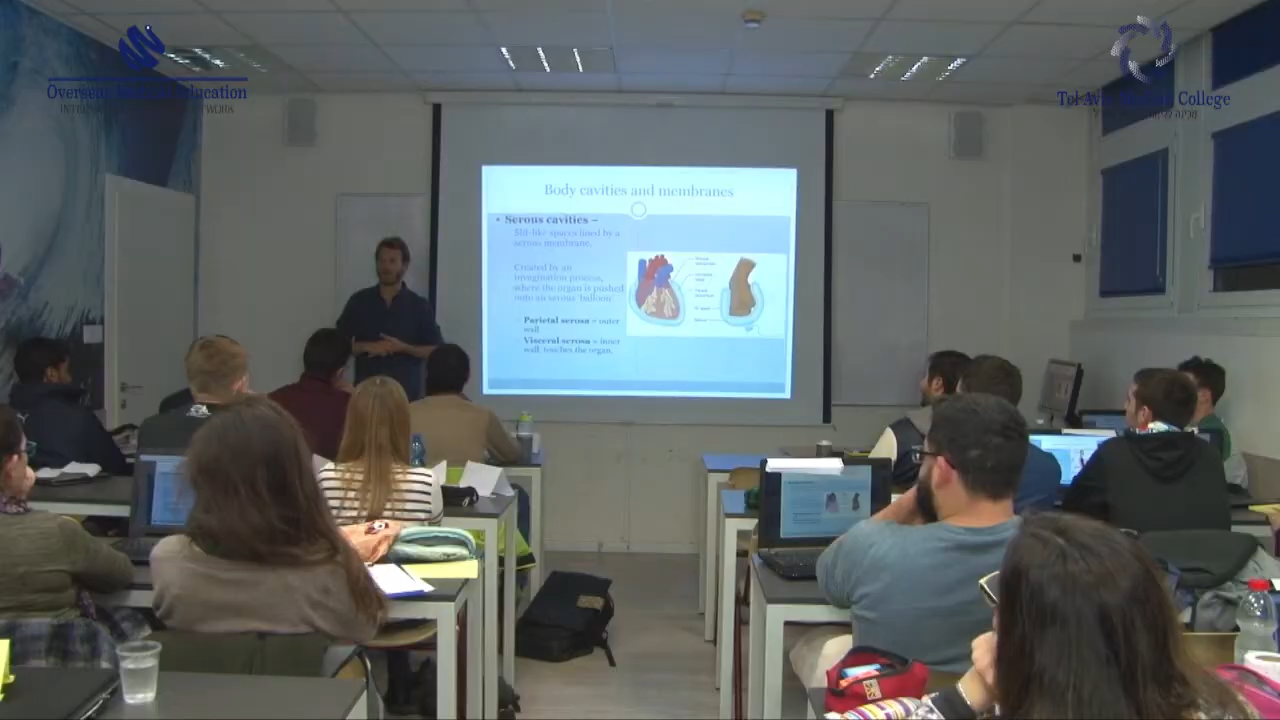 Overseas Medical Education
Tel Aviv Medical College
Body cavities and membranes
• Serous cavities –
Slit-like spaces lined by a
serous membrane.
Created by an
invagination process,
where the organ is pushed
into an serous 'balloon'
Parietal serosa – outer
wall
Visceral serosa – inner
wall, touches the organ.